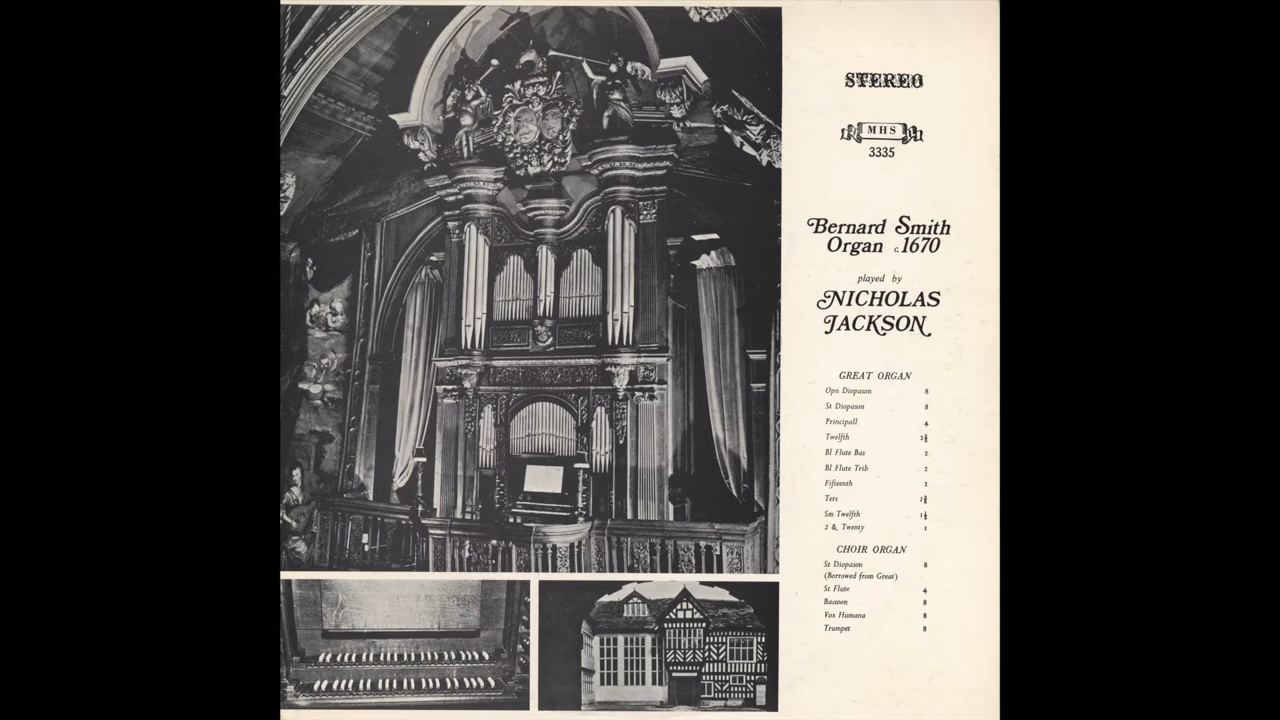 STEREO
MHS
3335
Bernard Smith
Organ c.1670
played by
NICHOLAS
JACKSON
GREAT ORGAN
Opn Diopason 8
St Diopason 8
Principall 4
Twelfth 2⅔
Bl Flute Bas 2
Bl Flute Trib 2
Fifteenth 2
Ters 1⅗
Sm Twelfth 1⅓
2 & Twenty 1
CHOIR ORGAN
St Diopason 8
(Borrowed from Great)
St Flute 4
Bassoon 8
Vox Humana 8
Trumpet 8